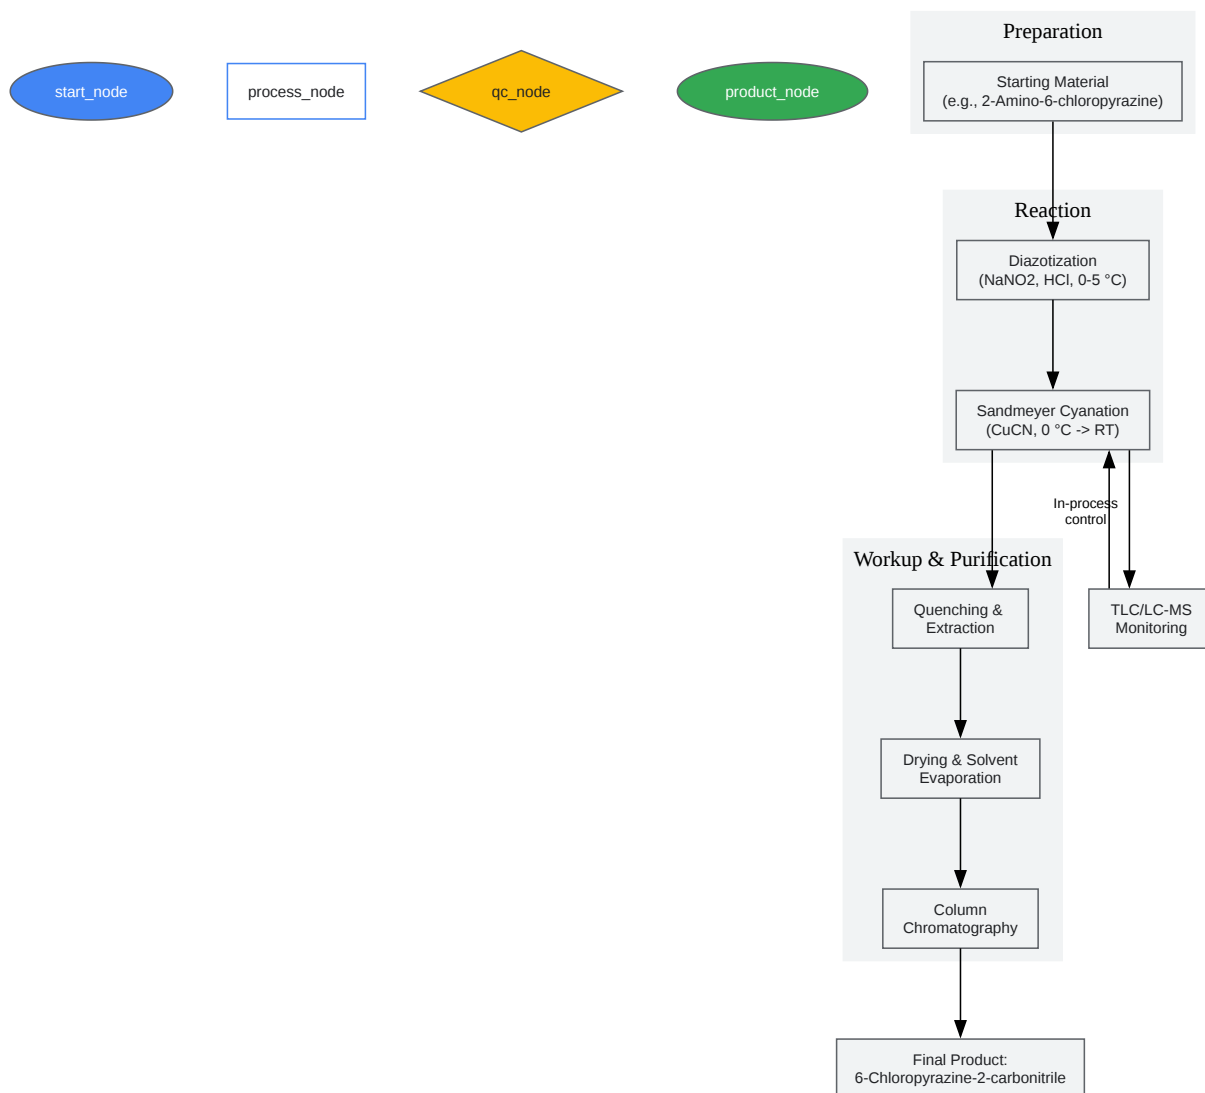 start_node
process_node
qc_node
product_node
Preparation
Starting Material
(e.g., 2-Amino-6-chloropyrazine)
Reaction
Diazotization
(NaNO2, HCl, 0-5 °C)
Sandmeyer Cyanation
(CuCN, 0 °C -> RT)
In-process
control
Workup & Purification
Quenching &
Extraction
TLC/LC-MS
Monitoring
Drying & Solvent
Evaporation
Column
Chromatography
Final Product:
6-Chloropyrazine-2-carbonitrile